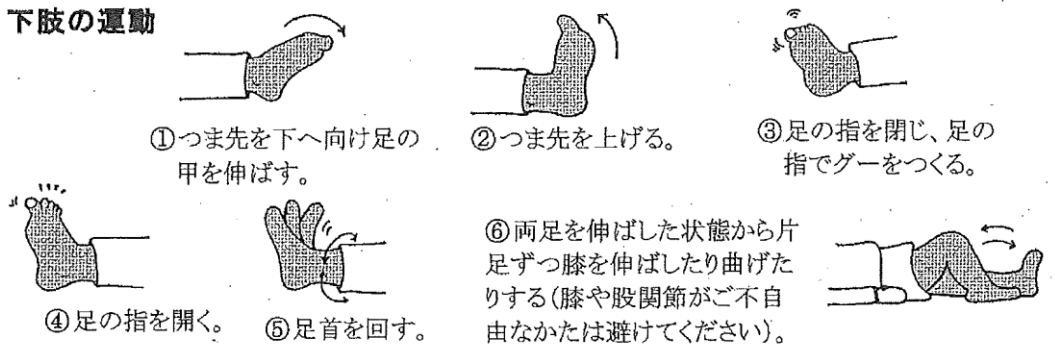 下肢の運動
①つま先を下へ向け足の
甲を伸ばす。
②つま先を上げる。
③足の指を閉じ、足の
指でグーをつくる。
④足の指を開く。
⑤足首を回す。
⑥両足を伸ばした状態から片
足ずつ膝を伸ばしたり曲げた
りする(膝や股関節がご不自
由なかたは避けてください)。